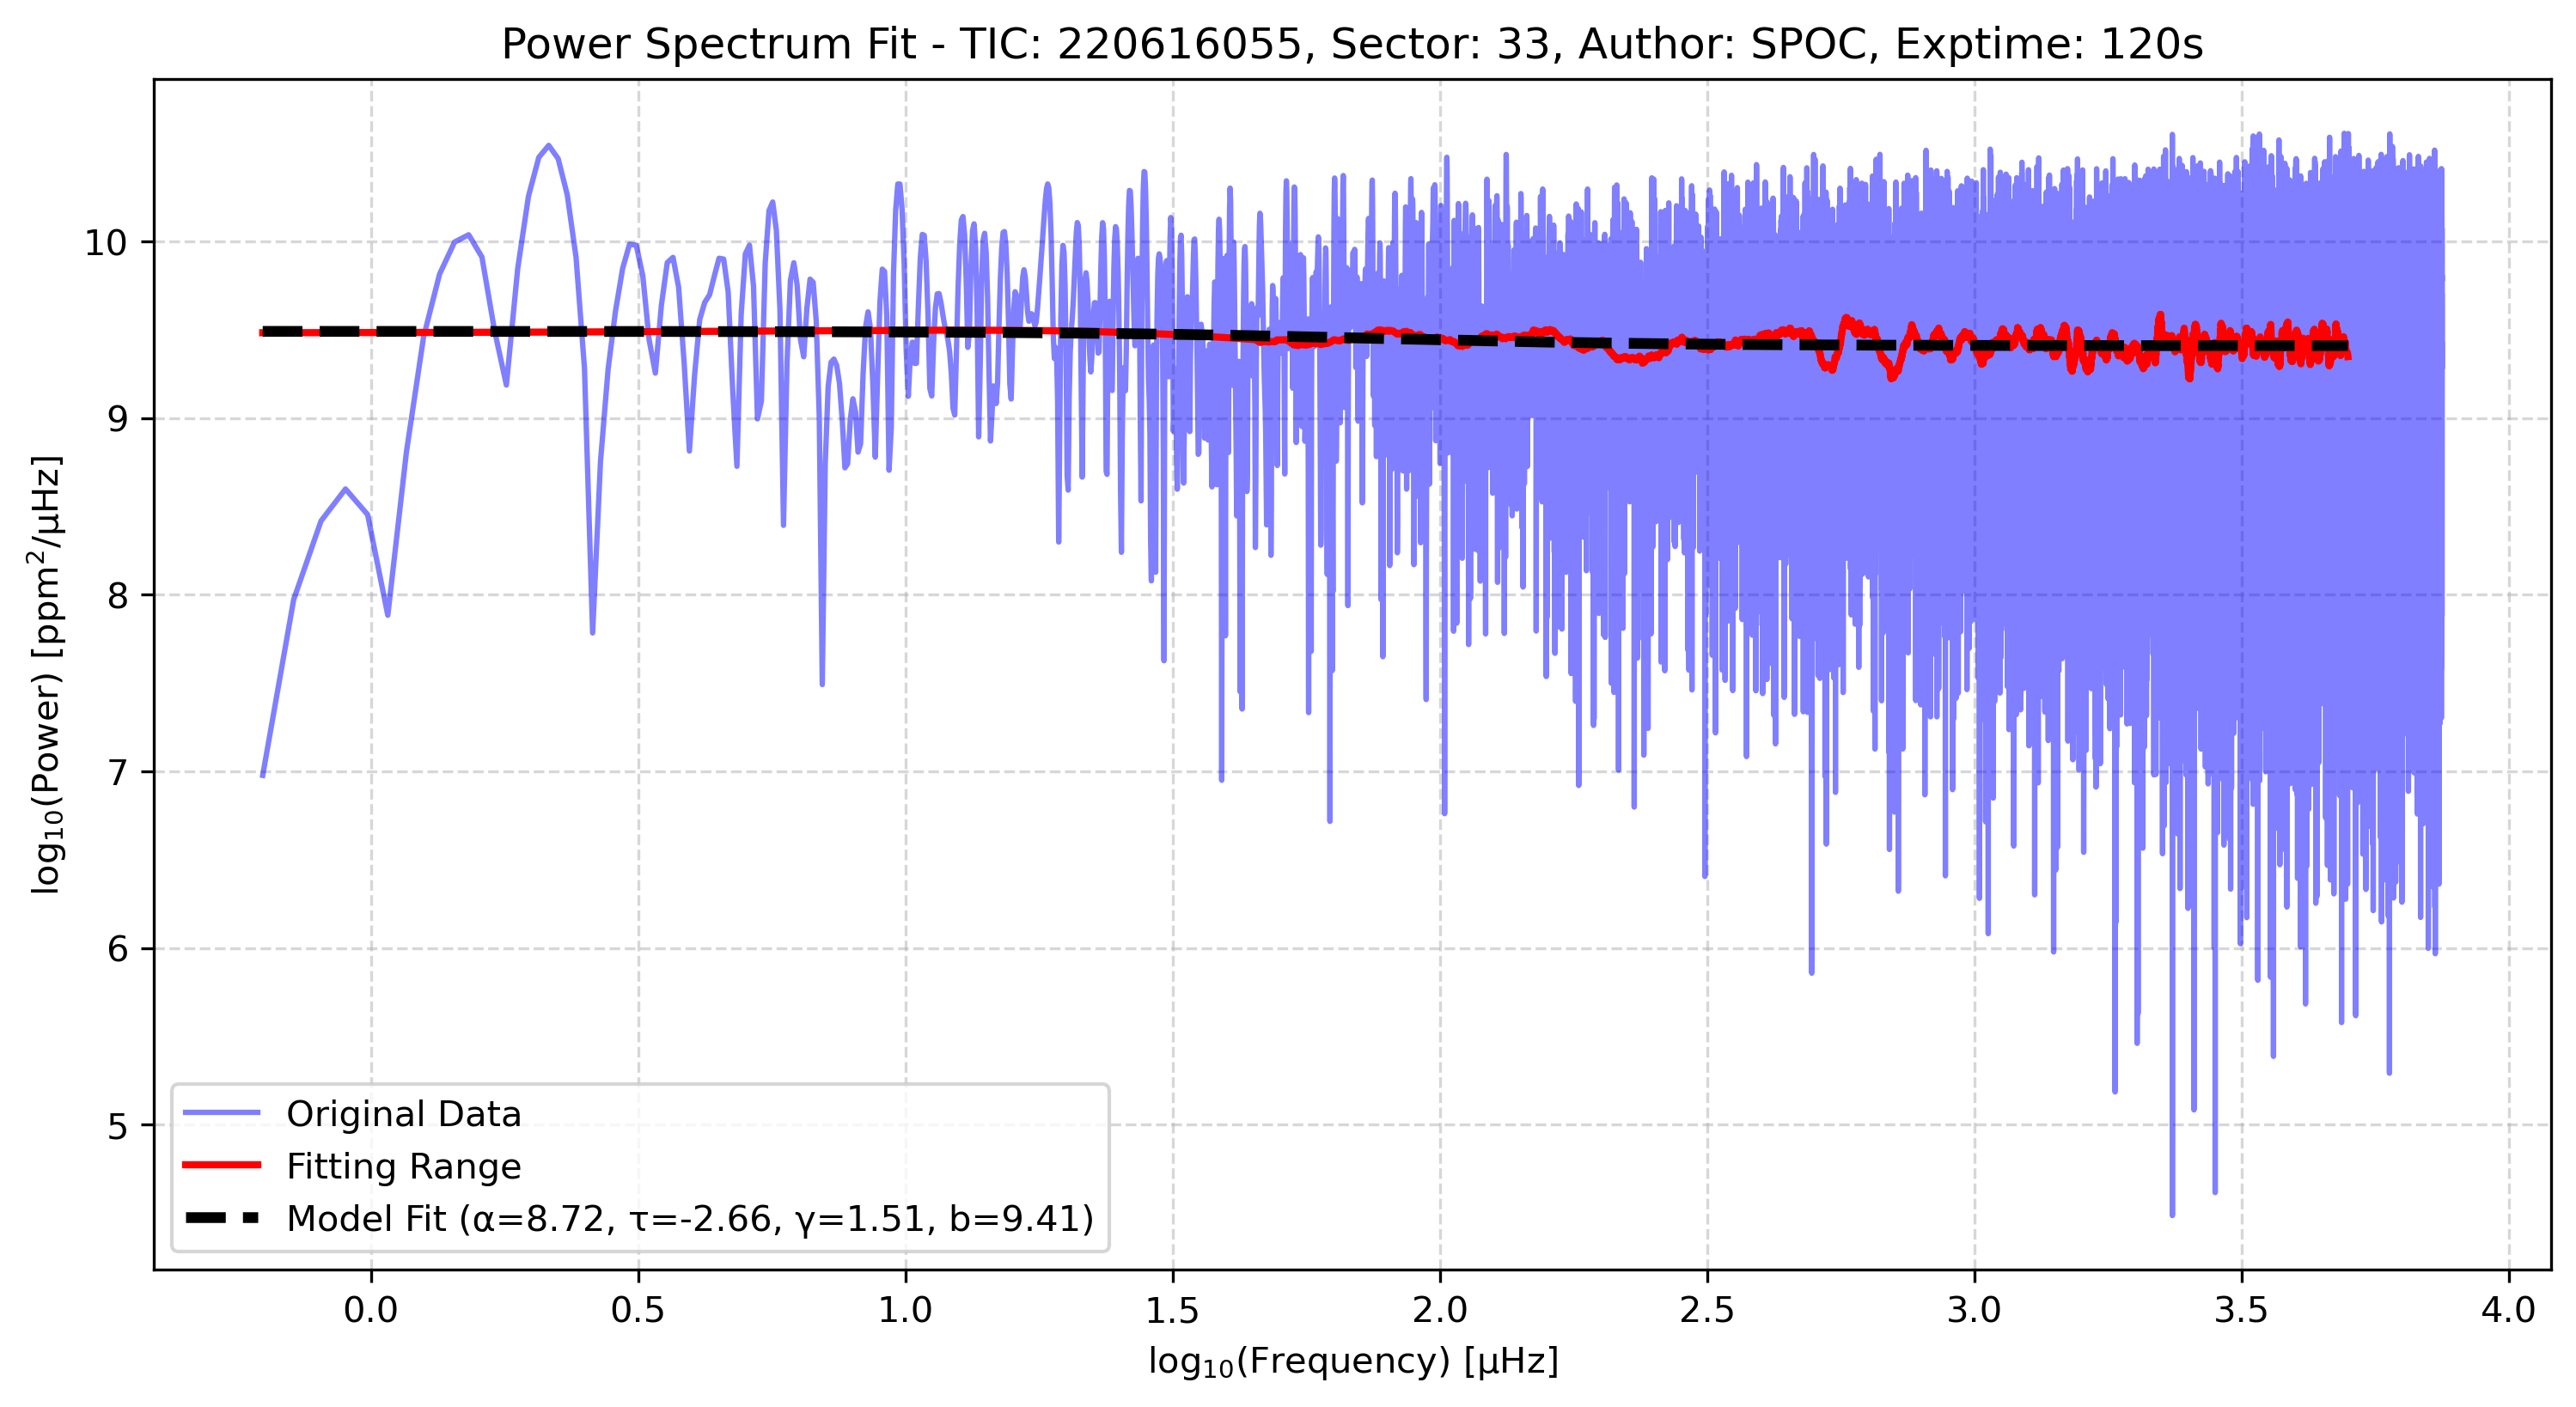 Power Spectrum Fit - TIC: 220616055, Sector: 33, Author: SPOC, Exptime: 120s
log₁₀(Power) [ppm²/μHz]
10
9
8
7
6
5
Original Data
Fitting Range
Model Fit (α=8.72, τ=-2.66, γ=1.51, b=9.41)
0.0 0.5 1.0 1.5 2.0 2.5 3.0 3.5 4.0
log₁₀(Frequency) [μHz]